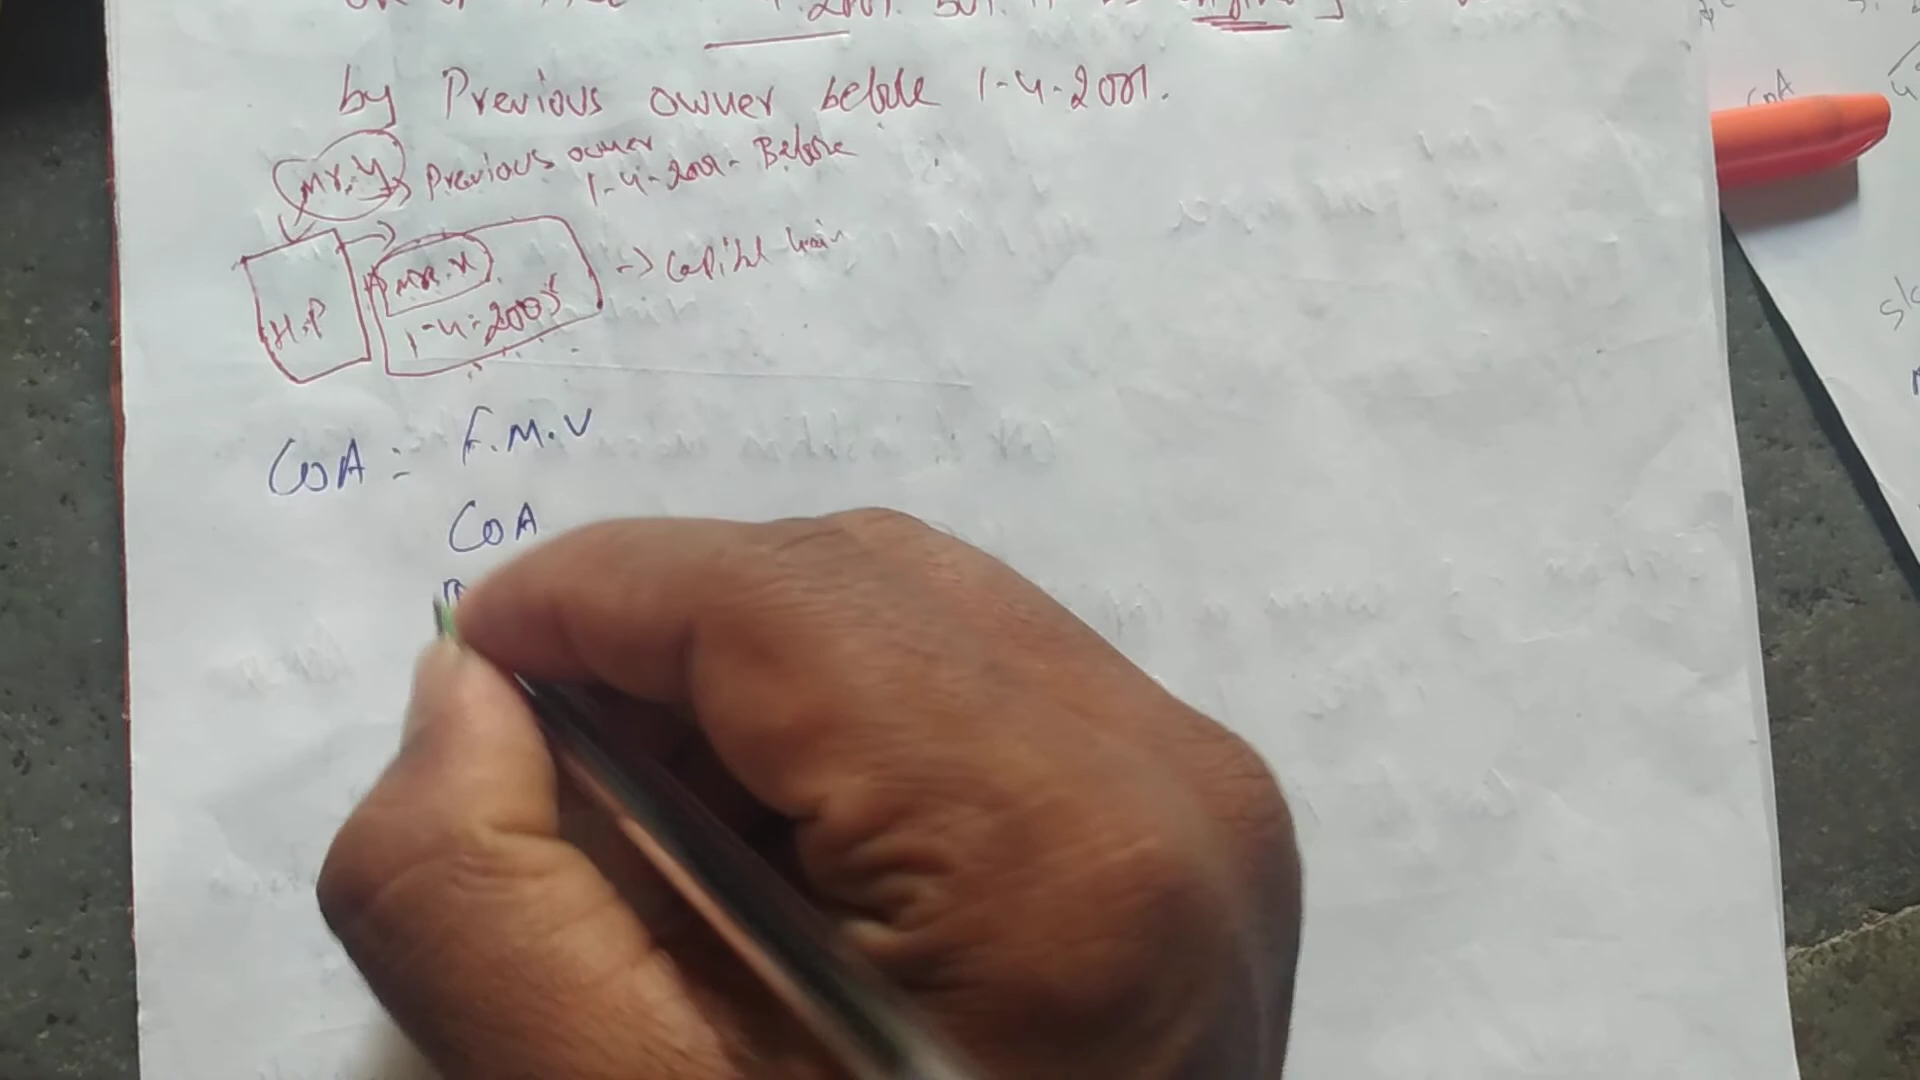 by Previous owner before 1-4-2001.
Mr. Y Previous owner
1-4-2001- Before
H.P Mr. X -> Capital Gain
1-4-2005
COA = F.M.V
COA